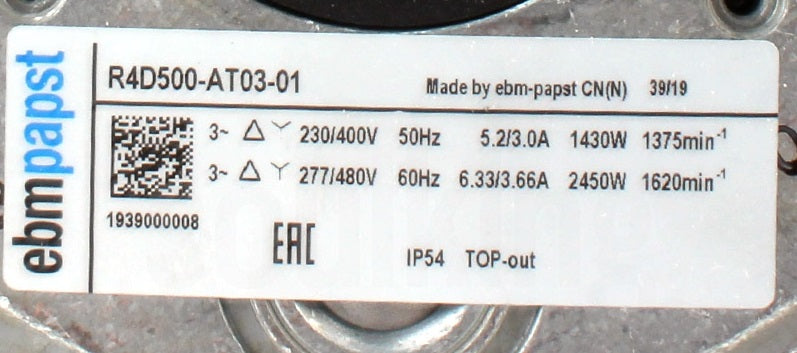 ebmpapst
R4D500-AT03-01 Made by ebm-papst CN(N) 39/19
3~ △ Y 230/400V 50Hz 5.2/3.0A 1430W 1375min⁻¹
3~ △ Y 277/480V 60Hz 6.33/3.66A 2450W 1620min⁻¹
1939000008
EAC IP54 TOP-out